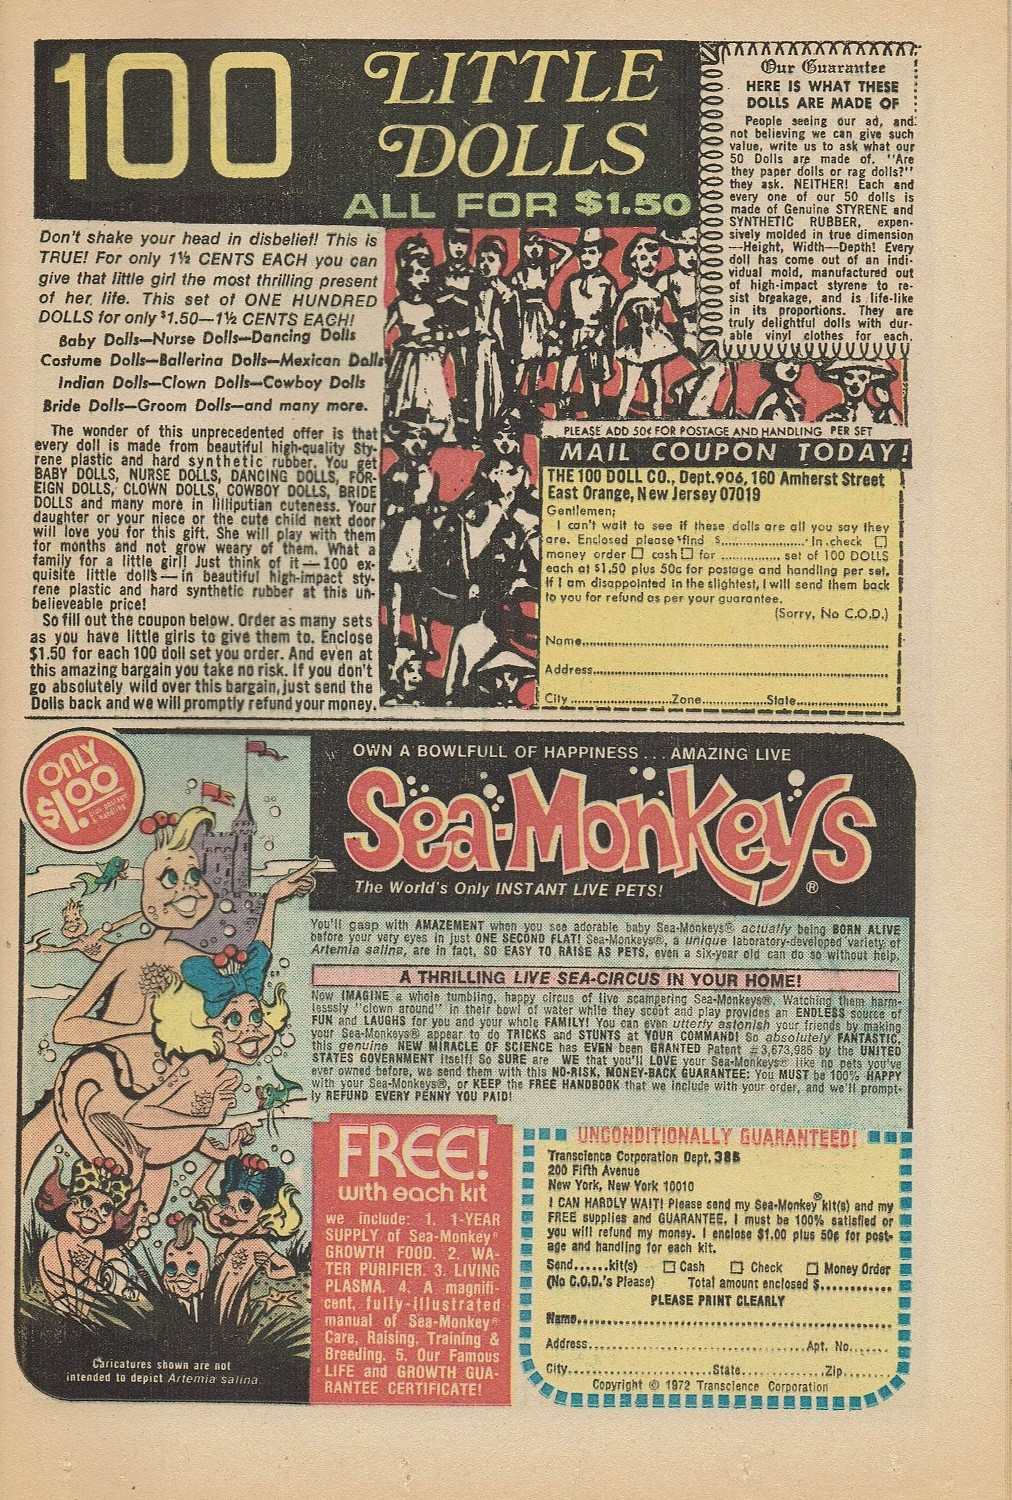 100
LITTLE
DOLLS
ALL FOR $1.50
Our Guarantee
HERE IS WHAT THESE
DOLLS ARE MADE OF
People seeing our ad, and
not believing we can give such
value, write us to ask what our
50 Dolls are made of. "Are
they paper dolls or rag dolls?"
they ask. NEITHER! Each and
every one of our 50 dolls is
made of Genuine STYRENE and
SYNTHETIC RUBBER, expen-
sively molded in true dimension
—Height, Width—Depth! Every
doll has come out of an indi-
vidual mold, manufactured out
of high-impact styrene to re-
sist breakage, and is life-like
in its proportions. They are
truly delightful dolls with dur-
able vinyl clothes for each.
Don't shake your head in disbelief! This is
TRUE! For only 1½ CENTS EACH you can
give that little girl the most thrilling present
of her life. This set of ONE HUNDRED
DOLLS for only $1.50—1½ CENTS EACH!
Baby Dolls—Nurse Dolls—Dancing Dolls
Costume Dolls—Ballerina Dolls—Mexican Dolls
Indian Dolls—Clown Dolls—Cowboy Dolls
Bride Dolls—Groom Dolls—and many more.
The wonder of this unprecedented offer is that
every doll is made from beautiful high-quality Sty-
rene plastic and hard synthetic rubber. You get
BABY DOLLS, NURSE DOLLS, DANCING DOLLS, FOR-
EIGN DOLLS, CLOWN DOLLS, COWBOY DOLLS, BRIDE
DOLLS and many more in lilliputian cuteness. Your
daughter or your niece or the cute child next door
will love you for this gift. She will play with them
for months and not grow weary of them. What a
family for a little girl! Just think of it — 100 ex-
quisite little dolls — in beautiful high-impact sty-
rene plastic and hard synthetic rubber at this un-
believeable price!
So fill out the coupon below. Order as many sets
as you have little girls to give them to. Enclose
$1.50 for each 100 doll set you order. And even at
this amazing bargain you take no risk. If you don't
go absolutely wild over this bargain, just send the
Dolls back and we will promptly refund your money.
PLEASE ADD 50¢ FOR POSTAGE AND HANDLING PER SET
MAIL COUPON TODAY!
THE 100 DOLL CO., Dept. 906, 160 Amherst Street
East Orange, New Jersey 07019
Gentlemen;
I can't wait to see if these dolls are all you say they
are. Enclosed please find $.................... In check ☐
money order ☐ cash ☐ for .............. set of 100 DOLLS
each at $1.50 plus 50c for postage and handling per set.
If I am disappointed in the slightest, I will send them back
to you for refund as per your guarantee.
(Sorry, No C.O.D.)
Name..........
Address..........
City ..........Zone..........State..........
ONLY
$1.00
plus postage
& handling
OWN A BOWLFULL OF HAPPINESS . . . AMAZING LIVE
Sea-Monkeys®
The World's Only INSTANT LIVE PETS!
You'll gasp with AMAZEMENT when you see adorable baby Sea-Monkeys® actually being BORN ALIVE
before your very eyes in just ONE SECOND FLAT! Sea-Monkeys®, a unique laboratory-developed variety of
Artemia salina, are in fact, SO EASY TO RAISE AS PETS, even a six-year old can do so without help.
A THRILLING LIVE SEA-CIRCUS IN YOUR HOME!
Now IMAGINE a whole tumbling, happy circus of live scampering Sea-Monkeys®. Watching them harm-
lesssly "clown around" in their bowl of water while they scoot and play provides an ENDLESS source of
FUN and LAUGHS for you and your whole FAMILY! You can even utterly astonish your friends by making
your Sea-Monkeys® appear to do TRICKS and STUNTS at YOUR COMMAND! So absolutely FANTASTIC,
this genuine NEW MIRACLE OF SCIENCE has EVEN been GRANTED Patent #3,673,986 by the UNITED
STATES GOVERNMENT itself! So SURE are WE that you'll LOVE your Sea-Monkeys® like no pets you've
ever owned before, we send them with this NO-RISK, MONEY-BACK GUARANTEE: You MUST be 100% HAPPY
with your Sea-Monkeys®, or KEEP the FREE HANDBOOK that we include with your order, and we'll prompt-
ly REFUND EVERY PENNY YOU PAID!
FREE!
with each kit
we include: 1. 1-YEAR
SUPPLY of Sea-Monkey®
GROWTH FOOD. 2. WA-
TER PURIFIER. 3. LIVING
PLASMA. 4. A magnifi-
cent, fully-illustrated
manual of Sea-Monkey®
Care, Raising, Training &
Breeding. 5. Our Famous
LIFE and GROWTH GUA-
RANTEE CERTIFICATE!
UNCONDITIONALLY GUARANTEED!
Transcience Corporation Dept. 38E
200 Fifth Avenue
New York, New York 10010
I CAN HARDLY WAIT! Please send my Sea-Monkey® kit(s) and my
FREE supplies and GUARANTEE. I must be 100% satisfied or
you will refund my money. I enclose $1.00 plus 50¢ for post-
age and handling for each kit.
Send......kit(s) ☐ Cash ☐ Check ☐ Money Order
(No C.O.D.'s Please) Total amount enclosed $..........
PLEASE PRINT CLEARLY
Name..........
Address..........Apt. No.......
City..........State..........Zip..........
Copyright © 1972 Transcience Corporation
Caricatures shown are not
intended to depict Artemia salina